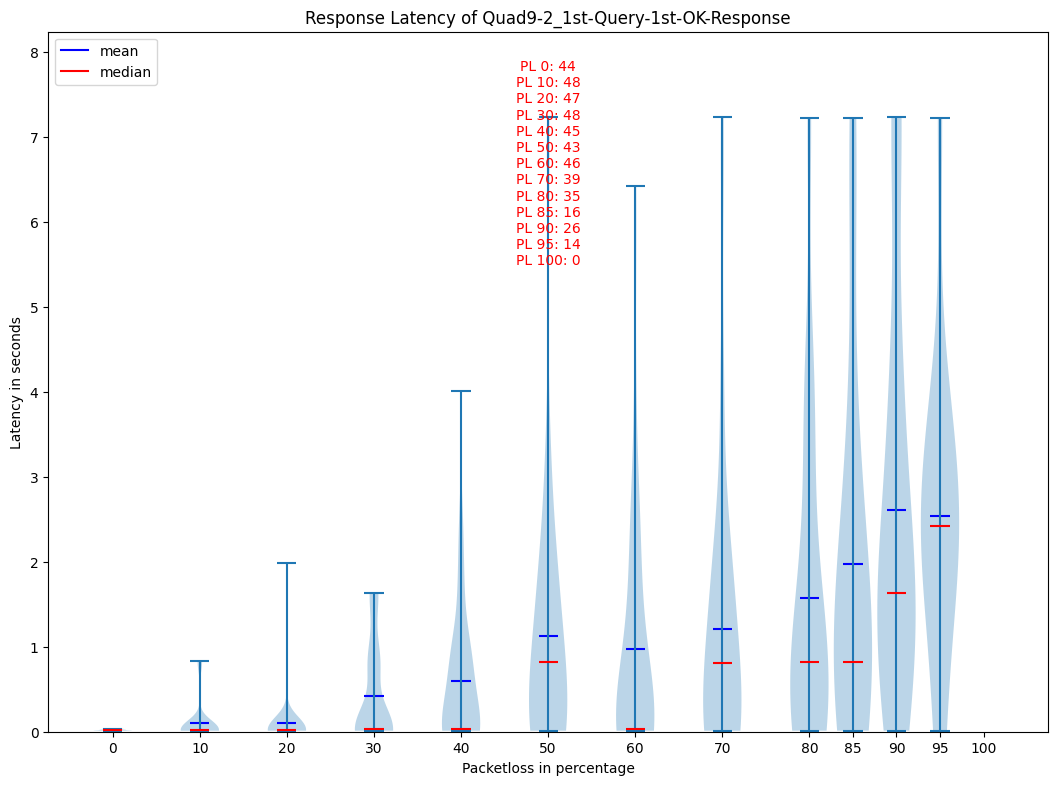 Response Latency of Quad9-2_1st-Query-1st-OK-Response
mean
median
PL 0: 44
PL 10: 48
PL 20: 47
PL 30: 48
PL 40: 45
PL 50: 43
PL 60: 46
PL 70: 39
PL 80: 35
PL 85: 16
PL 90: 26
PL 95: 14
PL 100: 0
Latency in seconds
8
7
6
5
4
3
2
1
0
0 10 20 30 40 50 60 70 80 85 90 95 100
Packetloss in percentage